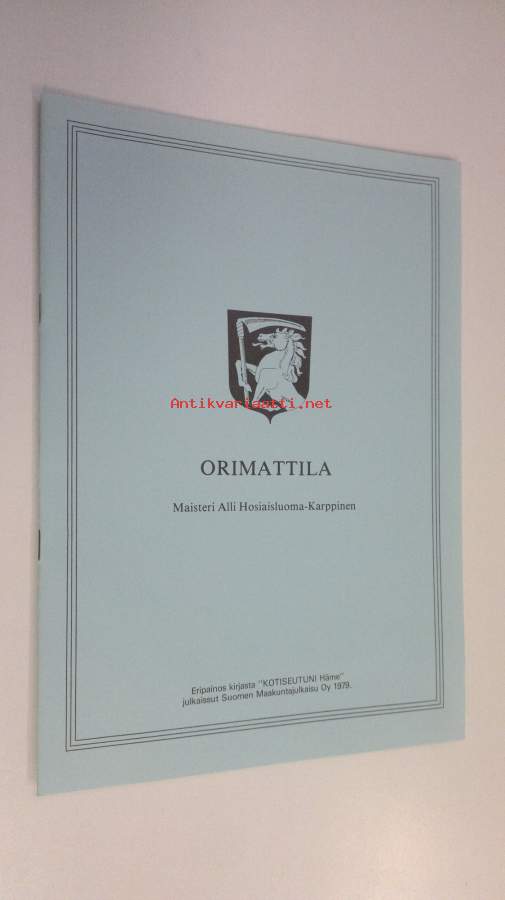 Antikvariaatti.net
ORIMATTILA
Maisteri Alli Hosiaisluoma-Karppinen
Eripainos kirjasta "KOTISEUTUNI Häme"
julkaissut Suomen Maakuntajulkaisu Oy 1979.